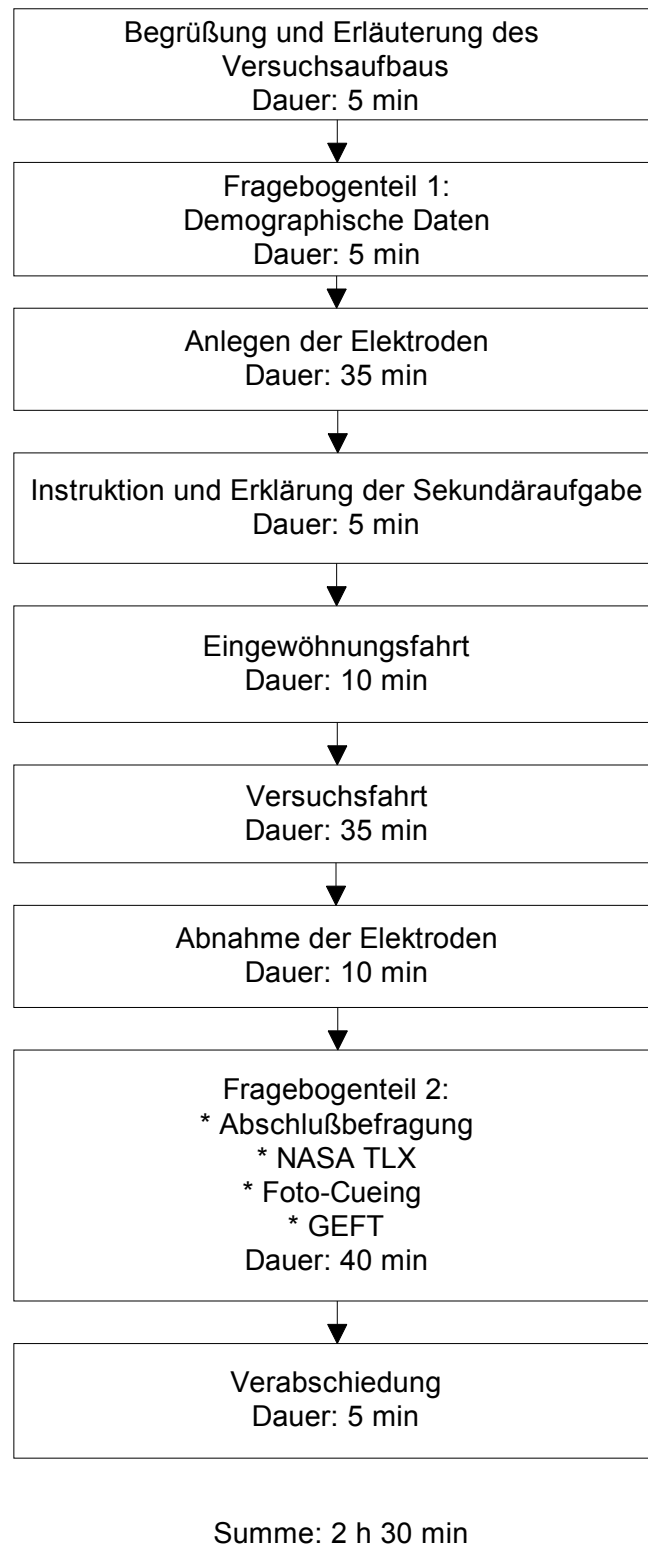 Begrüßung und Erläuterung des
Versuchsaufbaus
Dauer: 5 min
Fragebogenteil 1:
Demographische Daten
Dauer: 5 min
Anlegen der Elektroden
Dauer: 35 min
Instruktion und Erklärung der Sekundäraufgabe
Dauer: 5 min
Eingewöhnungsfahrt
Dauer: 10 min
Versuchsfahrt
Dauer: 35 min
Abnahme der Elektroden
Dauer: 10 min
Fragebogenteil 2:
* Abschlußbefragung
* NASA TLX
* Foto-Cueing
* GEFT
Dauer: 40 min
Verabschiedung
Dauer: 5 min
Summe: 2 h 30 min